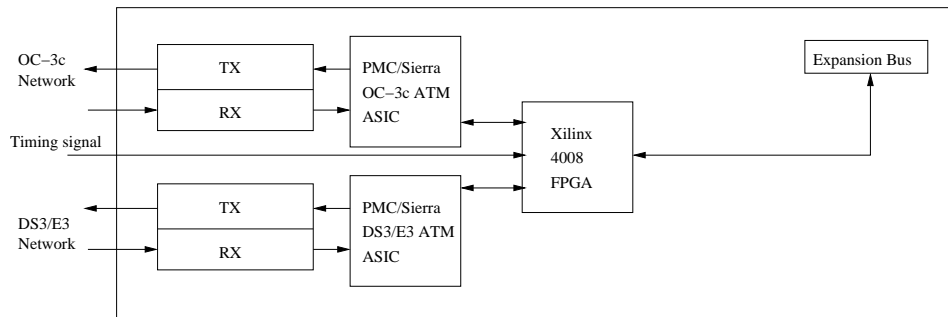 OC−3c
Network
TX
RX
PMC/Sierra
OC−3c ATM
ASIC
Expansion Bus
Timing signal
Xilinx
4008
FPGA
DS3/E3
Network
TX
RX
PMC/Sierra
DS3/E3 ATM
ASIC